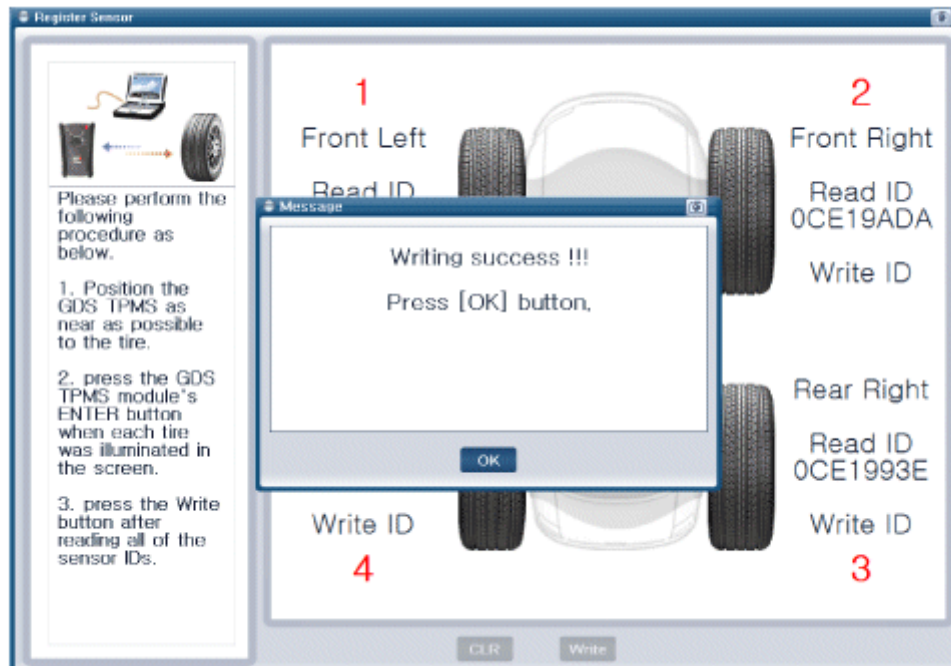 Register Sensor
Please perform the
following
procedure as
below.
1. Position the
GDS TPMS as
near as possible
to the tire.
2. press the GDS
TPMS module's
ENTER button
when each tire
was illuminated in
the screen.
3. press the Write
button after
reading all of the
sensor IDs.
1
Front Left
Read ID
2
Front Right
Read ID
0CE19ADA
Write ID
Message
Writing success !!!
Press [OK] button,
OK
Write ID
4
Rear Right
Read ID
0CE1993E
Write ID
3
CLR
Write